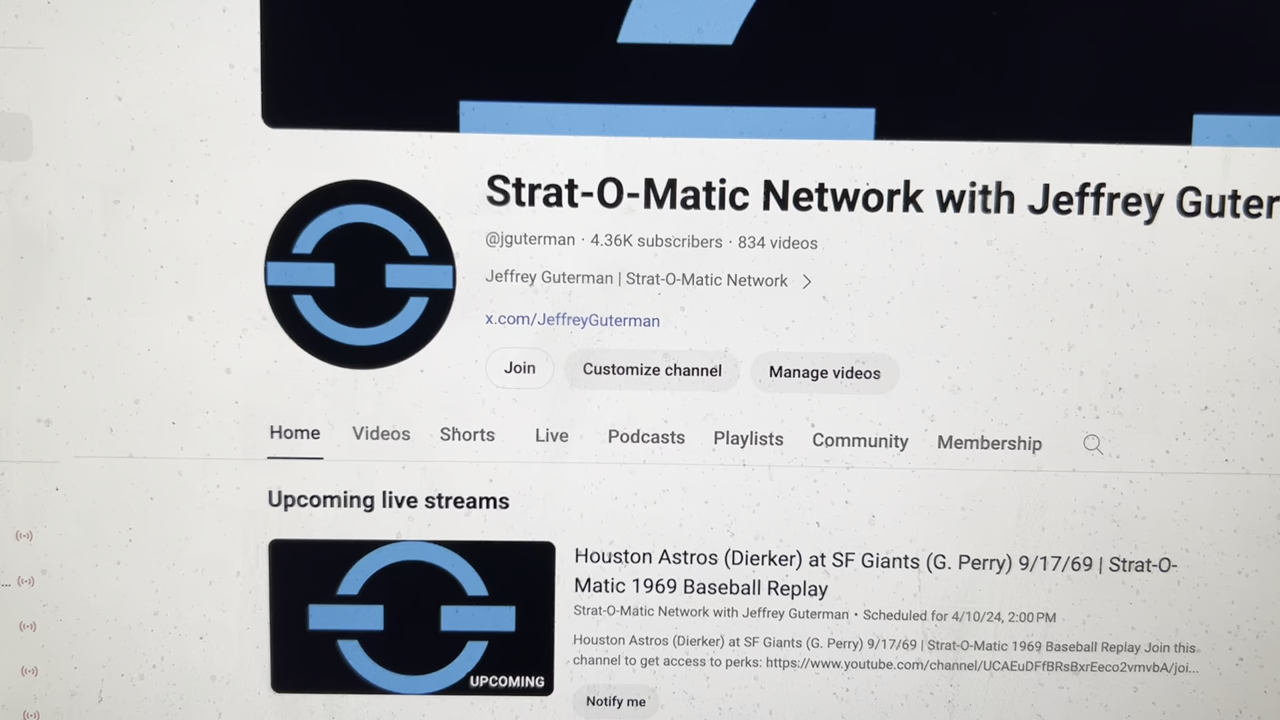 Strat-O-Matic Network with Jeffrey Guter
@jguterman · 4.36K subscribers · 834 videos
Jeffrey Guterman | Strat-O-Matic Network >
x.com/JeffreyGuterman
Join Customize channel Manage videos
Home Videos Shorts Live Podcasts Playlists Community Membership
Upcoming live streams
Houston Astros (Dierker) at SF Giants (G. Perry) 9/17/69 | Strat-O-
Matic 1969 Baseball Replay
Strat-O-Matic Network with Jeffrey Guterman • Scheduled for 4/10/24, 2:00 PM
Houston Astros (Dierker) at SF Giants (G. Perry) 9/17/69 | Strat-O-Matic 1969 Baseball Replay Join this
channel to get access to perks: https://www.youtube.com/channel/UCAEuDFfBRsBxrEeco2vmvbA/joi...
UPCOMING
Notify me